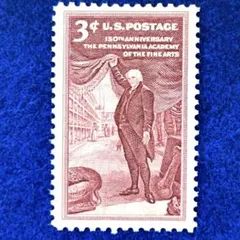 3¢ U.S. POSTAGE
150TH ANNIVERSARY
THE PENNSYLVANIA ACADEMY
OF THE FINE ARTS